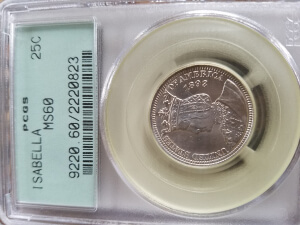 PCGS
ISABELLA 25C
MS60
9220.60/2220823
OF AMERICA
1893